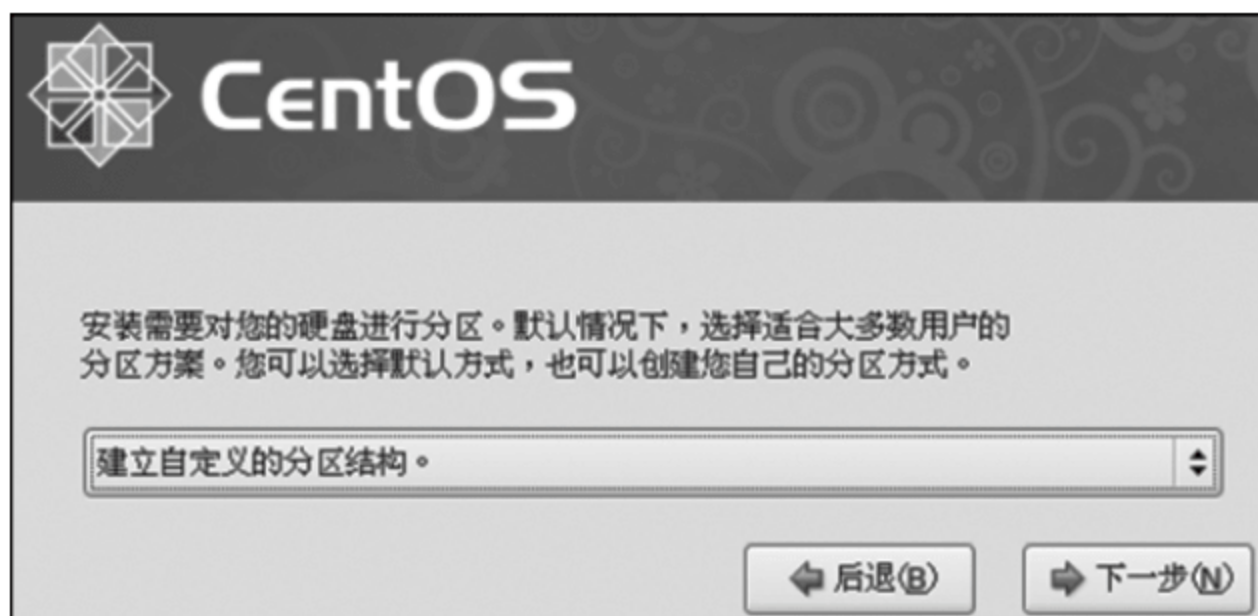 CentOS
安装需要对您的硬盘进行分区。默认情况下，选择适合大多数用户的
分区方案。您可以选择默认方式，也可以创建您自己的分区方式。
建立自定义的分区结构。
后退(B) 下一步(N)